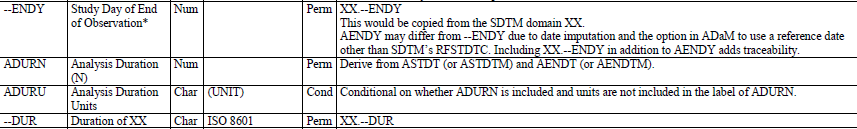 --ENDY Study Day of End Num Perm XX.--ENDY
of Observation* This would be copied from the SDTM domain XX.
AENDY may differ from --ENDY due to date imputation and the option in ADaM to use a reference date
other than SDTM's RFSTDTC. Including XX.--ENDY in addition to AENDY adds traceability.
ADURN Analysis Duration Num Perm Derive from ASTDT (or ASTDTM) and AENDT (or AENDTM).
(N)
ADURU Analysis Duration Char (UNIT) Cond Conditional on whether ADURN is included and units are not included in the label of ADURN.
Units
--DUR Duration of XX Char ISO 8601 Perm XX.--DUR